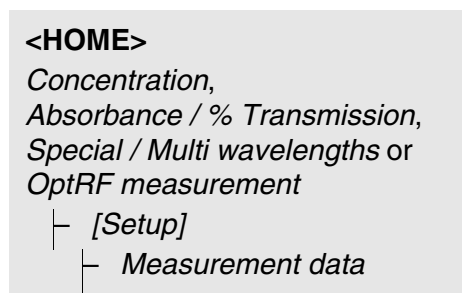 <HOME>
Concentration,
Absorbance / % Transmission,
Special / Multi wavelengths or
OptRF measurement
[Setup]
Measurement data